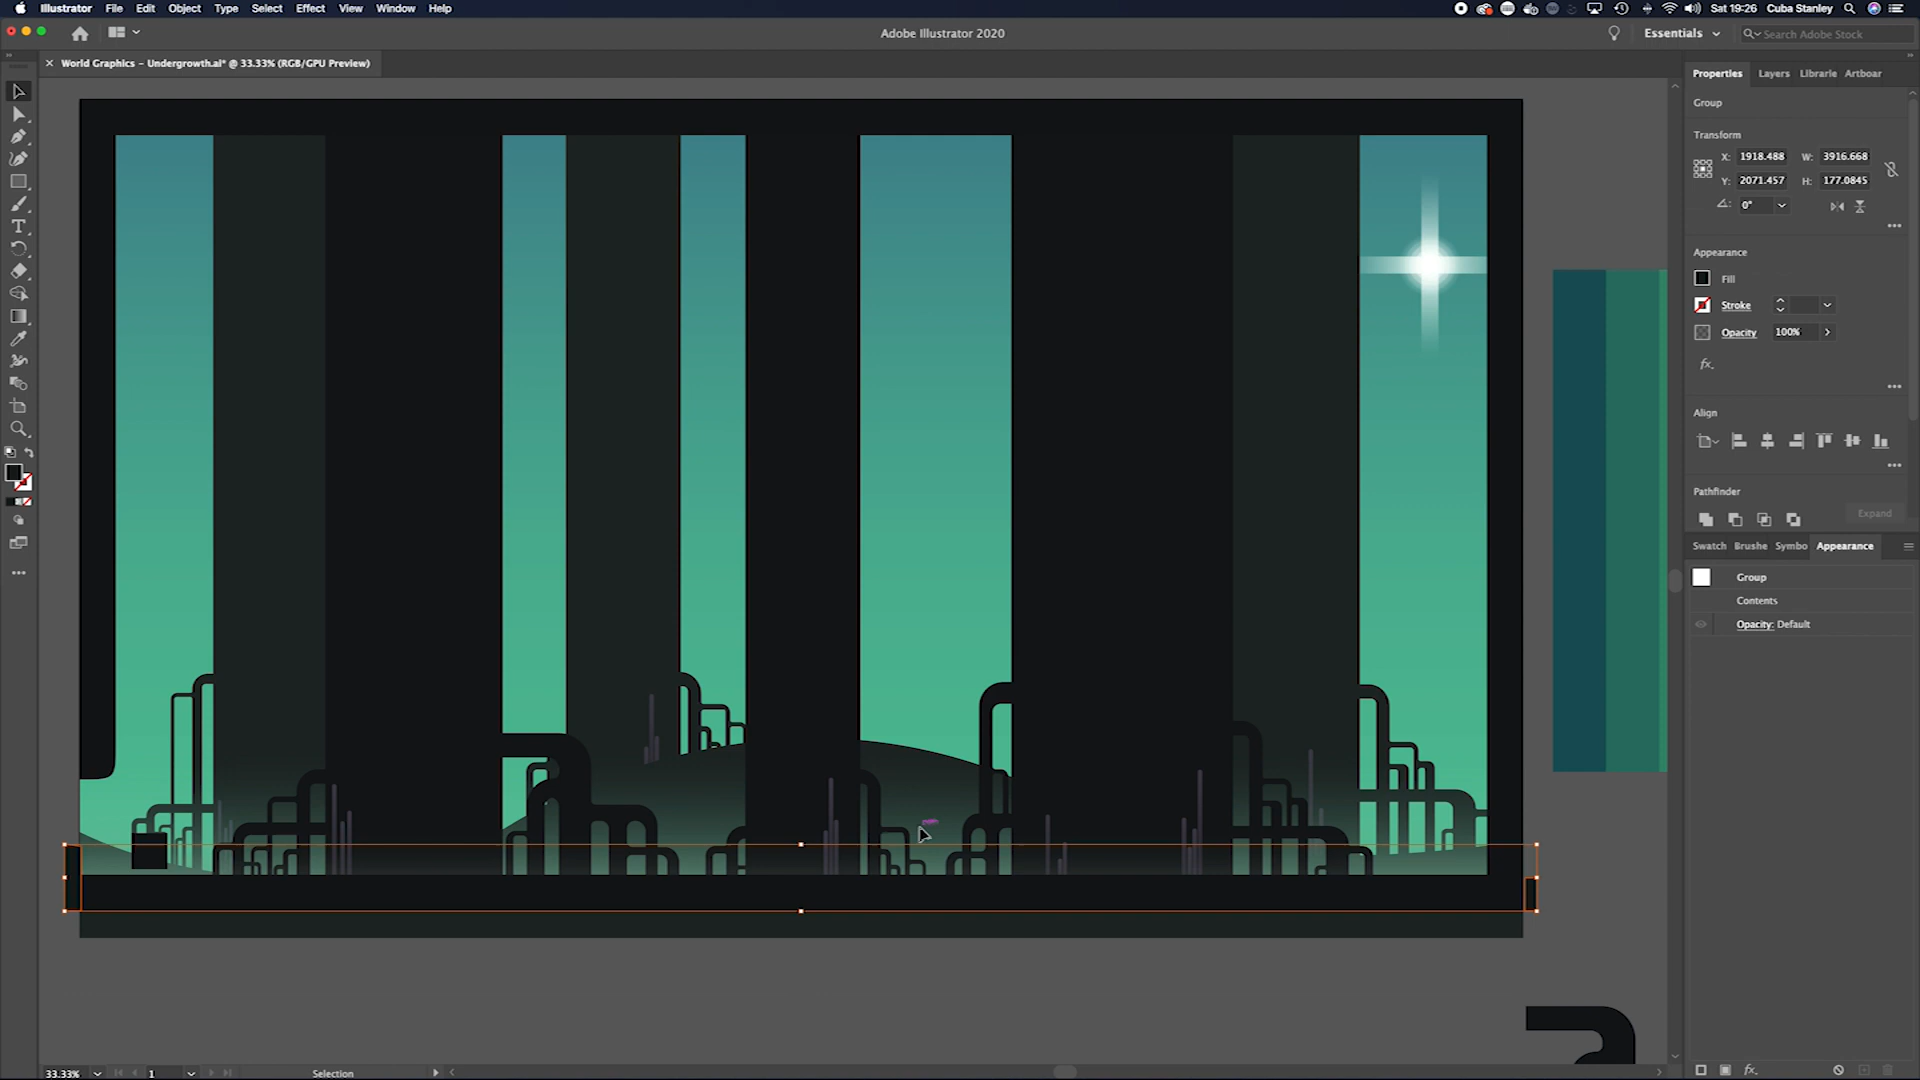 Illustrator File Edit Object Type Select Effect View Window Help
Sat 19:26 Cuba Stanley
Adobe Illustrator 2020
Essentials
Search Adobe Stock
World Graphics – Undergrowth.ai* @ 33.33% (RGB/GPU Preview)
Properties Layers Librarie Artboar
Group
Transform
X: 1918.488 W: 3916.668
Y: 2071.457 H: 177.0845
0°
Appearance
Fill
Stroke
Opacity 100%
fx.
Align
Pathfinder
Expand
Swatch Brushe Symbo Appearance
Group
Contents
Opacity: Default
33.33% 1 Selection
fx.